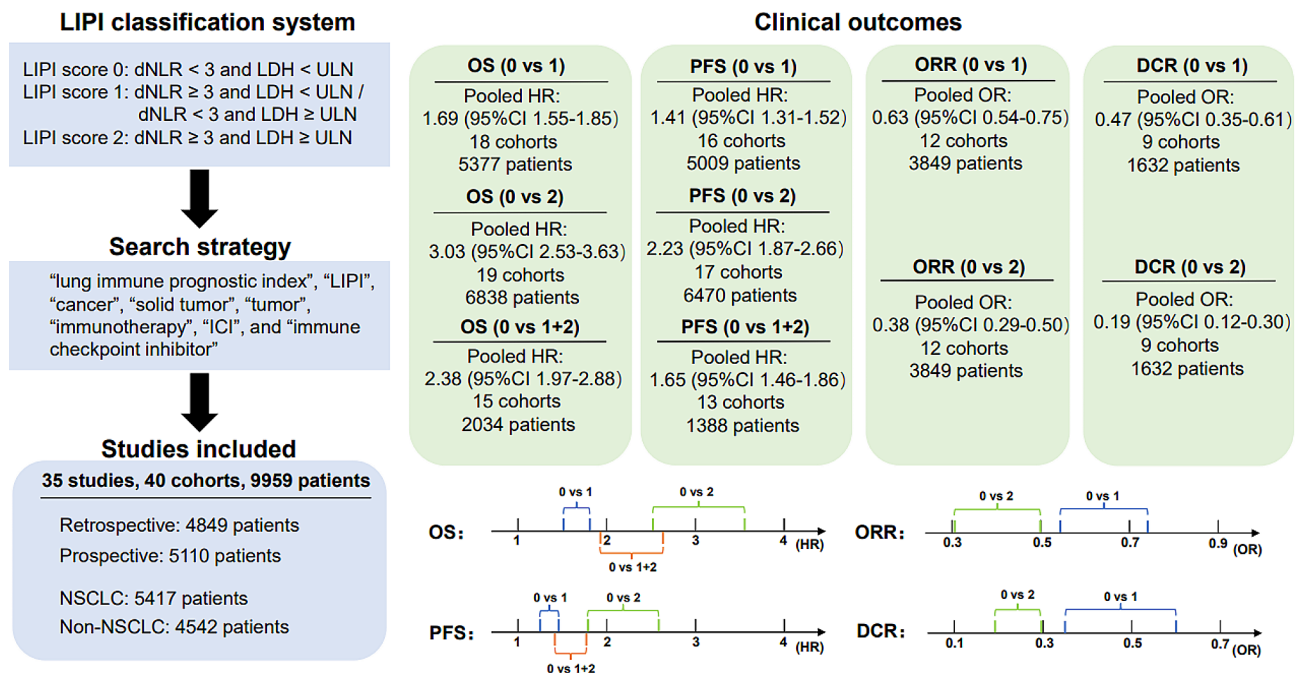 LIPI classification system
LIPI score 0: dNLR < 3 and LDH < ULN
LIPI score 1: dNLR ≥ 3 and LDH < ULN /
dNLR < 3 and LDH ≥ ULN
LIPI score 2: dNLR ≥ 3 and LDH ≥ ULN
Search strategy
“lung immune prognostic index”, “LIPI”,
“cancer”, “solid tumor”, “tumor”,
“immunotherapy”, “ICI”, and “immune
checkpoint inhibitor”
Studies included
35 studies, 40 cohorts, 9959 patients
Retrospective: 4849 patients
Prospective: 5110 patients
NSCLC: 5417 patients
Non-NSCLC: 4542 patients
Clinical outcomes
OS (0 vs 1)
Pooled HR:
1.69 (95%CI 1.55-1.85)
18 cohorts
5377 patients
OS (0 vs 2)
Pooled HR:
3.03 (95%CI 2.53-3.63)
19 cohorts
6838 patients
OS (0 vs 1+2)
Pooled HR:
2.38 (95%CI 1.97-2.88)
15 cohorts
2034 patients
PFS (0 vs 1)
Pooled HR:
1.41 (95%CI 1.31-1.52)
16 cohorts
5009 patients
PFS (0 vs 2)
Pooled HR:
2.23 (95%CI 1.87-2.66)
17 cohorts
6470 patients
PFS (0 vs 1+2)
Pooled HR:
1.65 (95%CI 1.46-1.86)
13 cohorts
1388 patients
ORR (0 vs 1)
Pooled OR:
0.63 (95%CI 0.54-0.75)
12 cohorts
3849 patients
ORR (0 vs 2)
Pooled OR:
0.38 (95%CI 0.29-0.50)
12 cohorts
3849 patients
DCR (0 vs 1)
Pooled OR:
0.47 (95%CI 0.35-0.61)
9 cohorts
1632 patients
DCR (0 vs 2)
Pooled OR:
0.19 (95%CI 0.12-0.30)
9 cohorts
1632 patients
0 vs 1 0 vs 2
OS:
1 2 3 4 (HR)
0 vs 1+2
0 vs 1 0 vs 2
PFS:
1 2 3 4 (HR)
0 vs 1+2
0 vs 2 0 vs 1
ORR:
0.3 0.5 0.7 0.9 (OR)
0 vs 2 0 vs 1
DCR:
0.1 0.3 0.5 0.7 (OR)